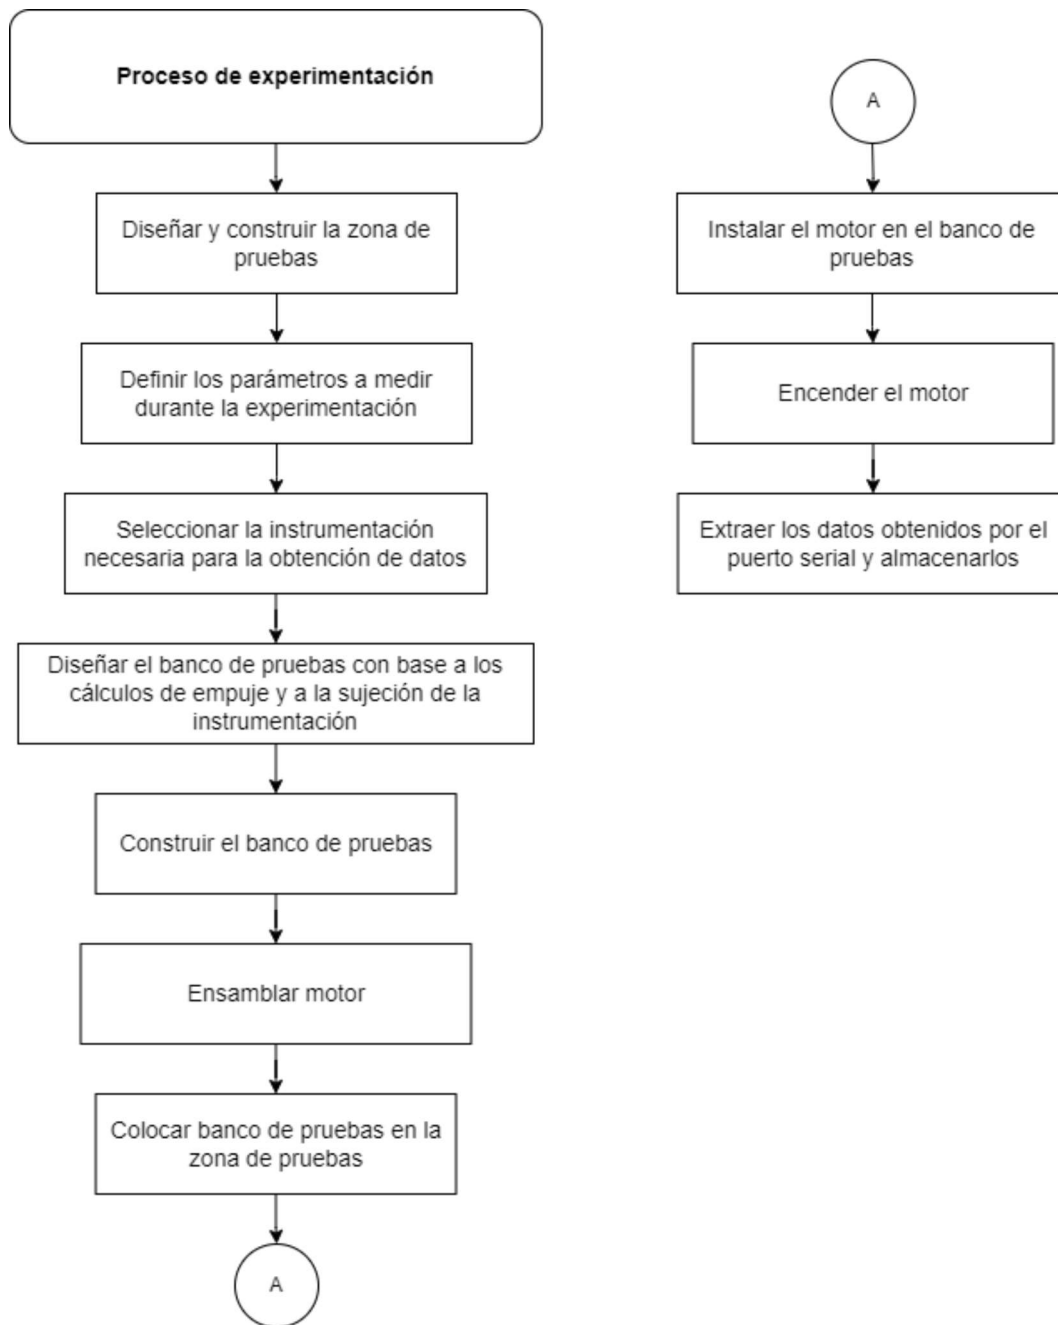 Proceso de experimentación
Diseñar y construir la zona de
pruebas
Definir los parámetros a medir
durante la experimentación
Seleccionar la instrumentación
necesaria para la obtención de datos
Diseñar el banco de pruebas con base a los
cálculos de empuje y a la sujeción de la
instrumentación
Construir el banco de pruebas
Ensamblar motor
Colocar banco de pruebas en la
zona de pruebas
A
A
Instalar el motor en el banco de
pruebas
Encender el motor
Extraer los datos obtenidos por el
puerto serial y almacenarlos